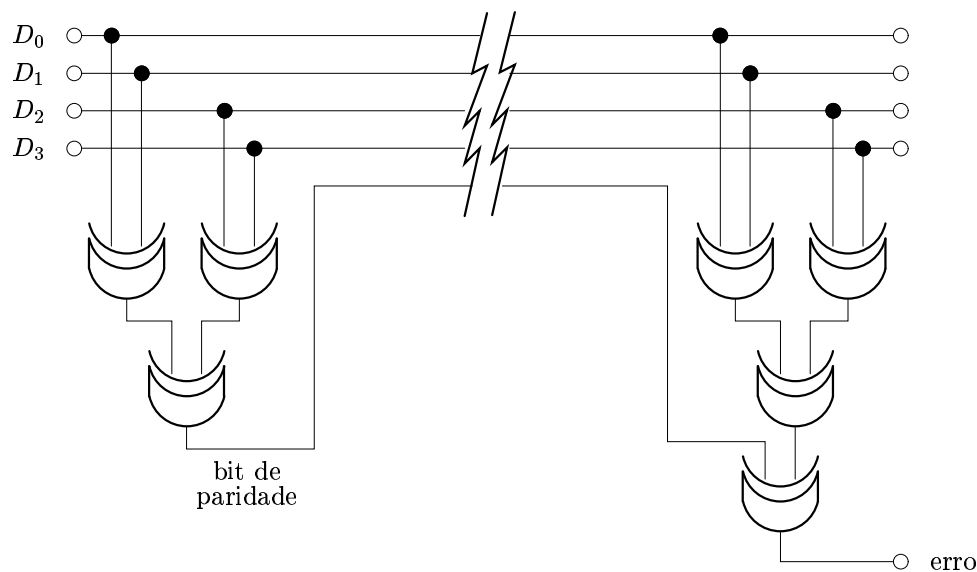 D₀
D₁
D₂
D₃
bit de
paridade
erro